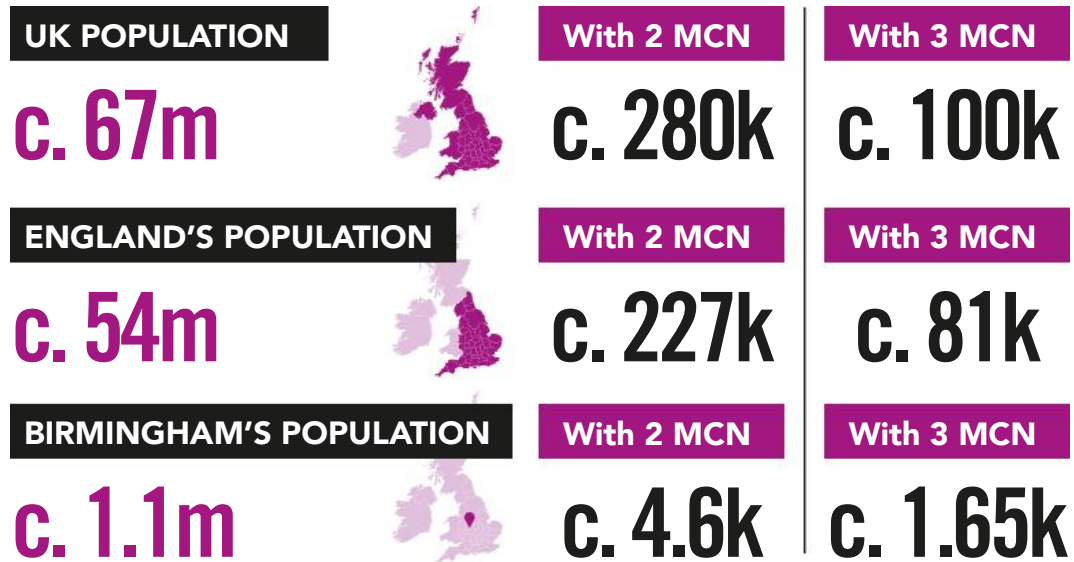 UK POPULATION
c. 67m
With 2 MCN
c. 280k
With 3 MCN
c. 100k
ENGLAND'S POPULATION
c. 54m
With 2 MCN
c. 227k
With 3 MCN
c. 81k
BIRMINGHAM'S POPULATION
c. 1.1m
With 2 MCN
c. 4.6k
With 3 MCN
c. 1.65k